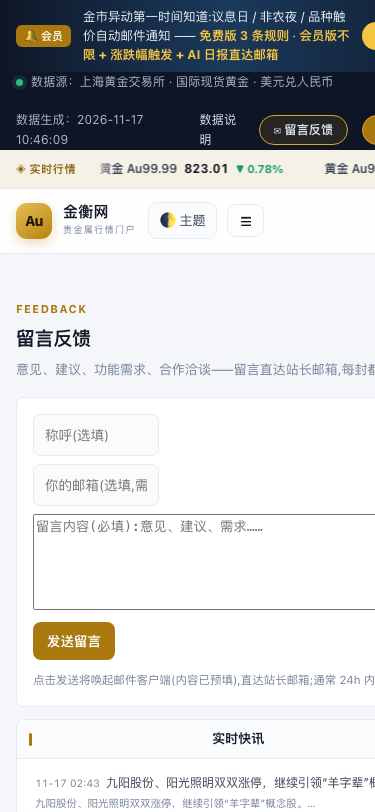 金市异动第一时间知道:议息日 / 非农夜 / 品种触
🔔 会员
价自动邮件通知 —— 免费版 3 条规则 · 会员版不
限 + 涨跌幅触发 + AI 日报直达邮箱
数据源：上海黄金交易所 · 国际现货黄金 · 美元兑人民币
数据生成：2026-11-17 10:46:09
数据说明
✉ 留言反馈
◈ 实时行情
黄金 Au99.99 823.01 ▼0.78%
黄金 Au9
Au
金衡网
贵金属行情门户
🌓 主题
☰
FEEDBACK
留言反馈
意见、建议、功能需求、合作洽谈——留言直达站长邮箱,每封都
称呼(选填)
你的邮箱(选填,需
留言内容(必填):意见、建议、需求……
发送留言
点击发送将唤起邮件客户端(内容已预填),直达站长邮箱;通常 24h 内
实时快讯
11-17 02:43 九阳股份、阳光照明双双涨停，继续引领“羊字辈”概
九阳股份、阳光照明双双涨停，继续引领“羊字辈”概念股。...